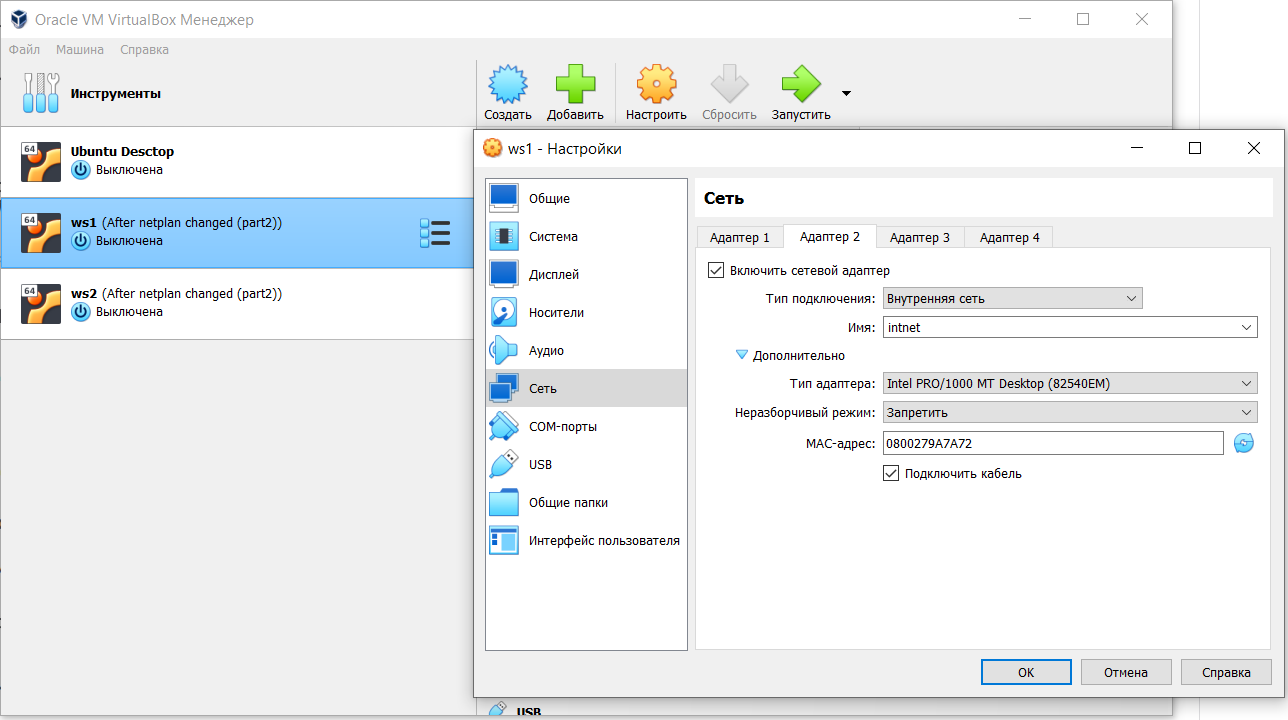 Oracle VM VirtualBox Менеджер
Файл Машина Справка
Инструменты
Создать Добавить Настроить Сбросить Запустить
64
Ubuntu Desctop
Выключена
64
ws1 (After netplan changed (part2))
Выключена
64
ws2 (After netplan changed (part2))
Выключена
ws1 - Настройки
Общие
Система
Дисплей
Носители
Аудио
Сеть
COM-порты
USB
Общие папки
Интерфейс пользователя
Сеть
Адаптер 1 Адаптер 2 Адаптер 3 Адаптер 4
Включить сетевой адаптер
Тип подключения: Внутренняя сеть
Имя: intnet
Дополнительно
Тип адаптера: Intel PRO/1000 MT Desktop (82540EM)
Неразборчивый режим: Запретить
MAC-адрес: 0800279A7A72
Подключить кабель
OK Отмена Справка
USB